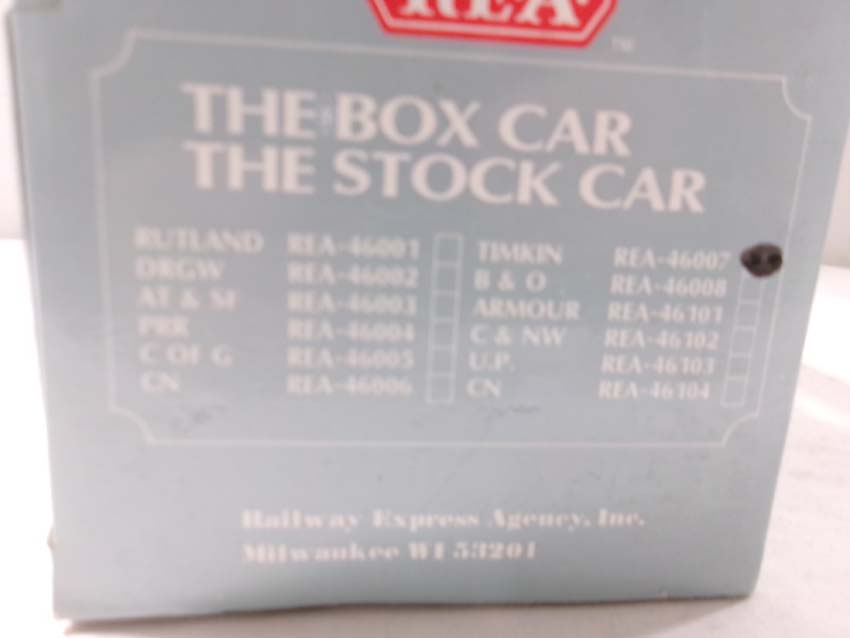 REA
TM
THE BOX CAR
THE STOCK CAR
RUTLAND REA-46001
DRGW REA-46002
AT & SF REA-46003
PRR REA-46004
C OF G REA-46005
CN REA-46006
TIMKIN REA-46007
B & O REA-46008
ARMOUR REA-46101
C & NW REA-46102
U.P. REA-46103
CN REA-46104
Railway Express Agency, Inc.
Milwaukee WI 53201